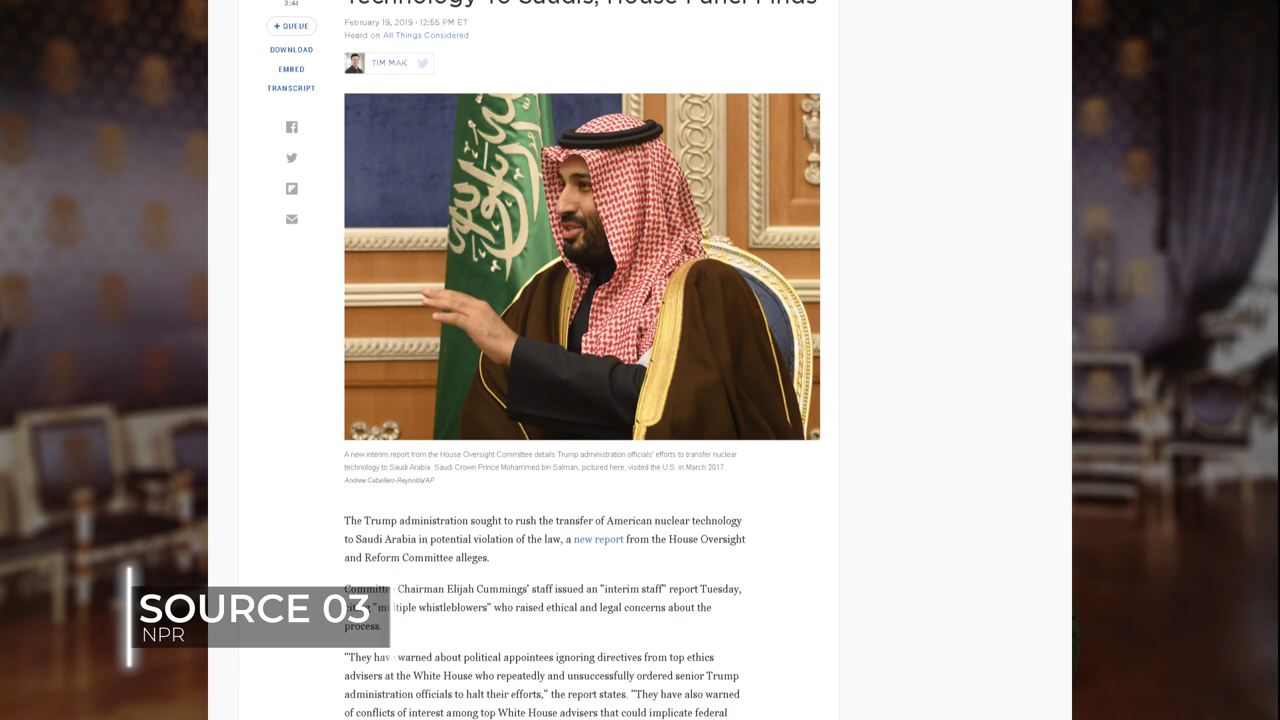 3:41
Technology To Saudis, House Panel Finds
+ QUEUE
DOWNLOAD
EMBED
TRANSCRIPT
February 19, 2019 · 12:55 PM ET
Heard on All Things Considered
TIM MAK
A new interim report from the House Oversight Committee details Trump administration officials' efforts to transfer nuclear
technology to Saudi Arabia. Saudi Crown Prince Mohammed bin Salman, pictured here, visited the U.S. in March 2017.
Andrew Cabellero-Reynolds/AP
The Trump administration sought to rush the transfer of American nuclear technology
to Saudi Arabia in potential violation of the law, a new report from the House Oversight
and Reform Committee alleges.
Committee Chairman Elijah Cummings' staff issued an "interim staff" report Tuesday,
citing "multiple whistleblowers" who raised ethical and legal concerns about the
process.
"They have warned about political appointees ignoring directives from top ethics
advisers at the White House who repeatedly and unsuccessfully ordered senior Trump
administration officials to halt their efforts," the report states. "They have also warned
of conflicts of interest among top White House advisers that could implicate federal
SOURCE 03
NPR